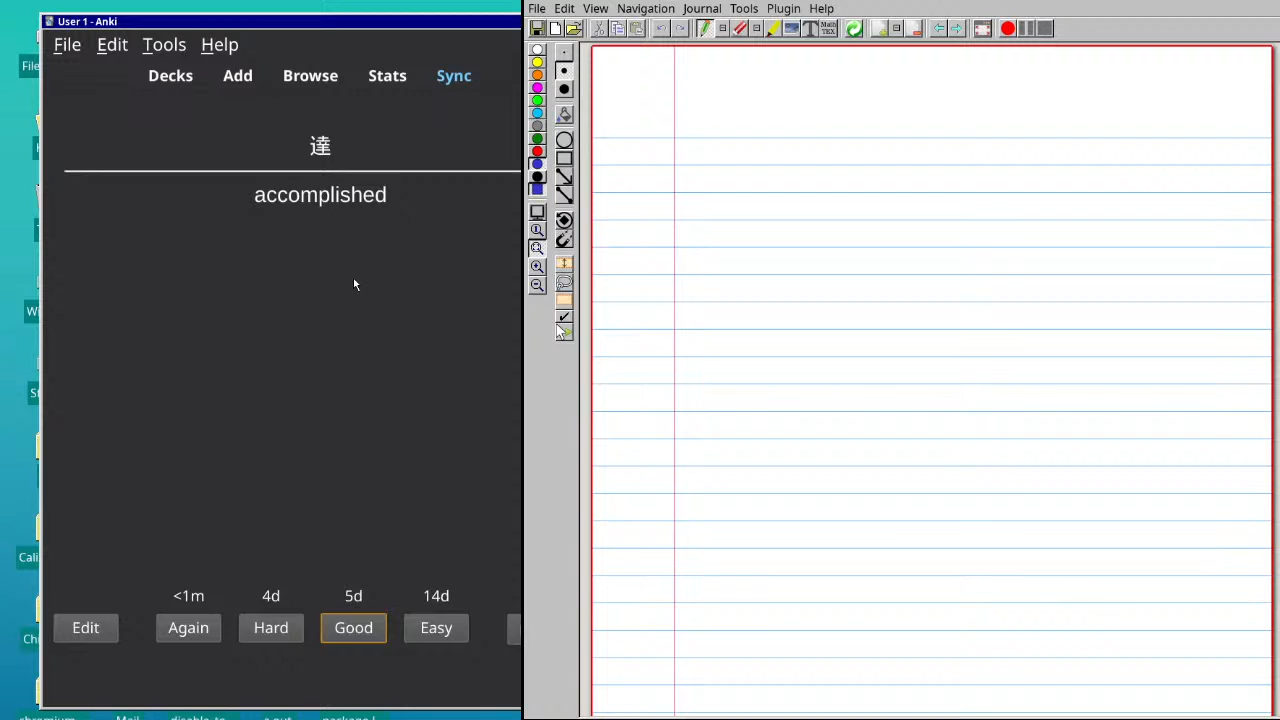 User 1 - Anki
File Edit Tools Help
Decks Add Browse Stats Sync
達
accomplished
<1m 4d 5d 14d
Edit Again Hard Good Easy
File Edit View Navigation Journal Tools Plugin Help